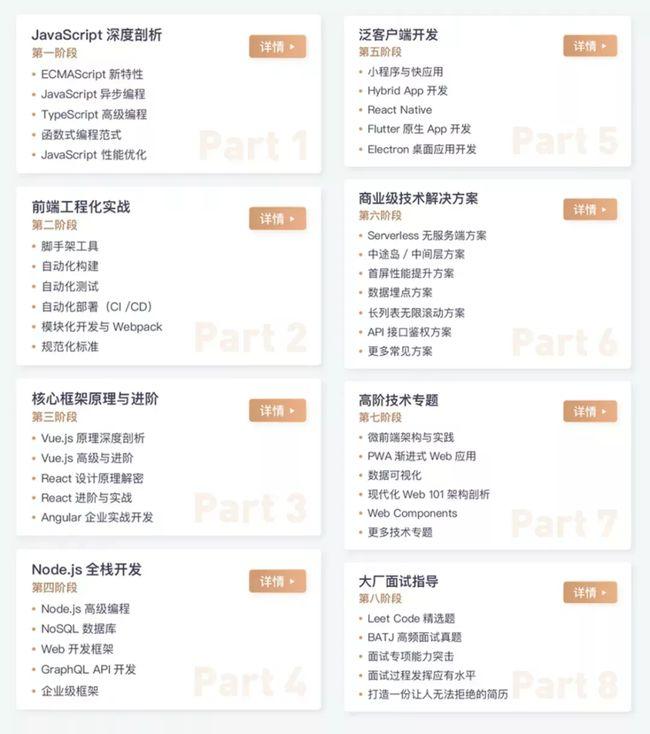 JavaScript 深度剖析
详情
第一阶段
ECMAScript 新特性
JavaScript 异步编程
TypeScript 高级编程
函数式编程范式
JavaScript 性能优化
Part 1
前端工程化实战
详情
第二阶段
脚手架工具
自动化构建
自动化测试
自动化部署（CI /CD）
模块化开发与 Webpack
规范化标准
Part 2
核心框架原理与进阶
详情
第三阶段
Vue.js 原理深度剖析
Vue.js 高级与进阶
React 设计原理解密
React 进阶与实战
Angular 企业实战开发
Part 3
Node.js 全栈开发
详情
第四阶段
Node.js 高级编程
NoSQL 数据库
Web 开发框架
GraphQL API 开发
企业级框架
Part 4
泛客户端开发
详情
第五阶段
小程序与快应用
Hybrid App 开发
React Native
Flutter 原生 App 开发
Electron 桌面应用开发
Part 5
商业级技术解决方案
详情
第六阶段
Serverless 无服务端方案
中途岛 / 中间层方案
首屏性能提升方案
数据埋点方案
长列表无限滚动方案
API 接口鉴权方案
更多常见方案
Part 6
高阶技术专题
详情
第七阶段
微前端架构与实践
PWA 渐进式 Web 应用
数据可视化
现代化 Web 101 架构剖析
Web Components
更多技术专题
Part 7
大厂面试指导
详情
第八阶段
Leet Code 精选题
BATJ 高频面试真题
面试专项能力突击
面试过程发挥应有水平
打造一份让人无法拒绝的简历
Part 8